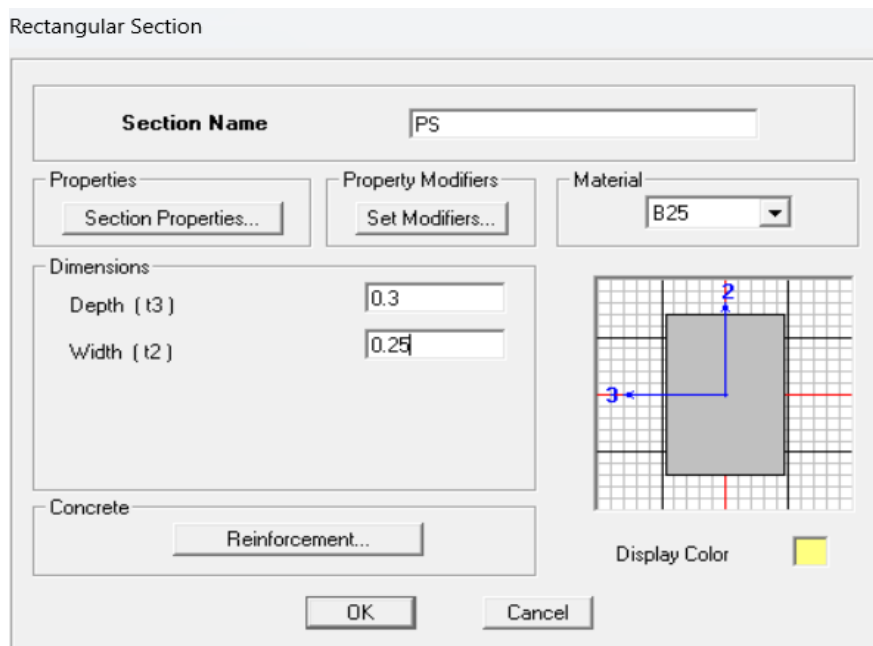 Rectangular Section
Section Name PS
Properties Property Modifiers Material
Section Properties... Set Modifiers... B25
Dimensions
Depth ( t3 ) 0.3
Width ( t2 ) 0.25
2
3
Concrete
Reinforcement...
Display Color
OK Cancel